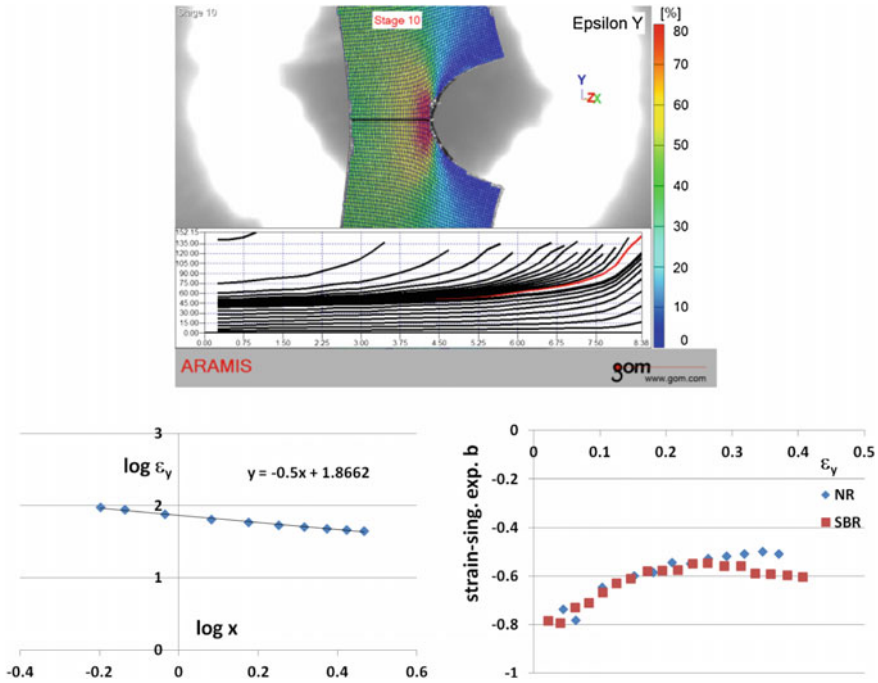 Stage 10
Stage 10
Epsilon Y
[%]
80
70
60
50
40
30
20
10
0
Y
Z X
152.15
135.00
120.00
105.00
90.00
75.00
60.00
45.00
30.00
15.00
0.00
0.00 0.75 1.50 2.25 3.00 3.75 4.50 5.25 6.00 6.75 7.50 8.38
ARAMIS
gom
www.gom.com
3
log εy
y = -0.5x + 1.8662
2
1
0
log x
-0.4 -0.2 0 0.2 0.4 0.6
0
0 0.1 0.2 0.3 0.4 0.5
εy
strain-sing. exp. b
-0.2
-0.4
-0.6
-0.8
-1
NR
SBR